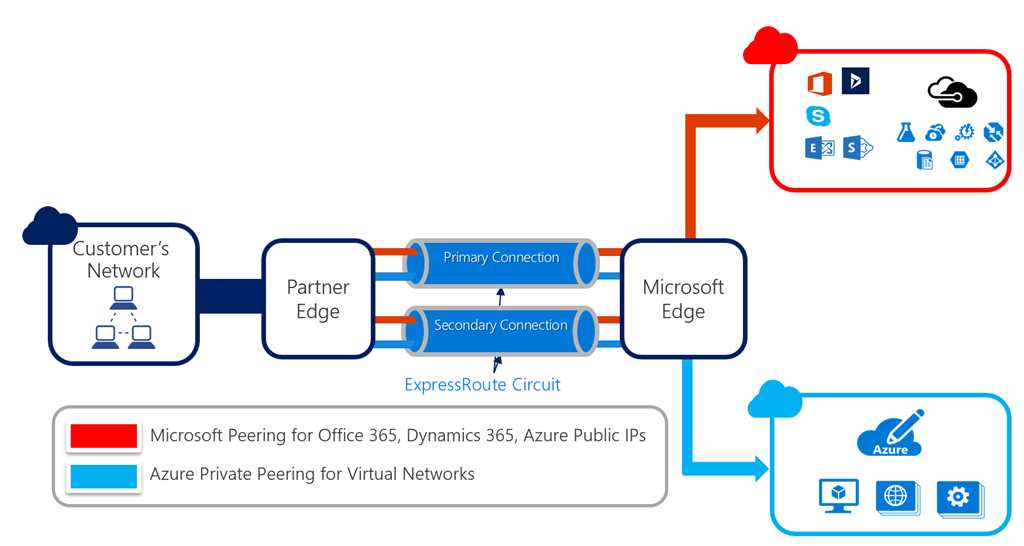 Customer's
Network
Partner
Edge
Primary Connection
Secondary Connection
ExpressRoute Circuit
Microsoft
Edge
E
S
Azure
Microsoft Peering for Office 365, Dynamics 365, Azure Public IPs
Azure Private Peering for Virtual Networks